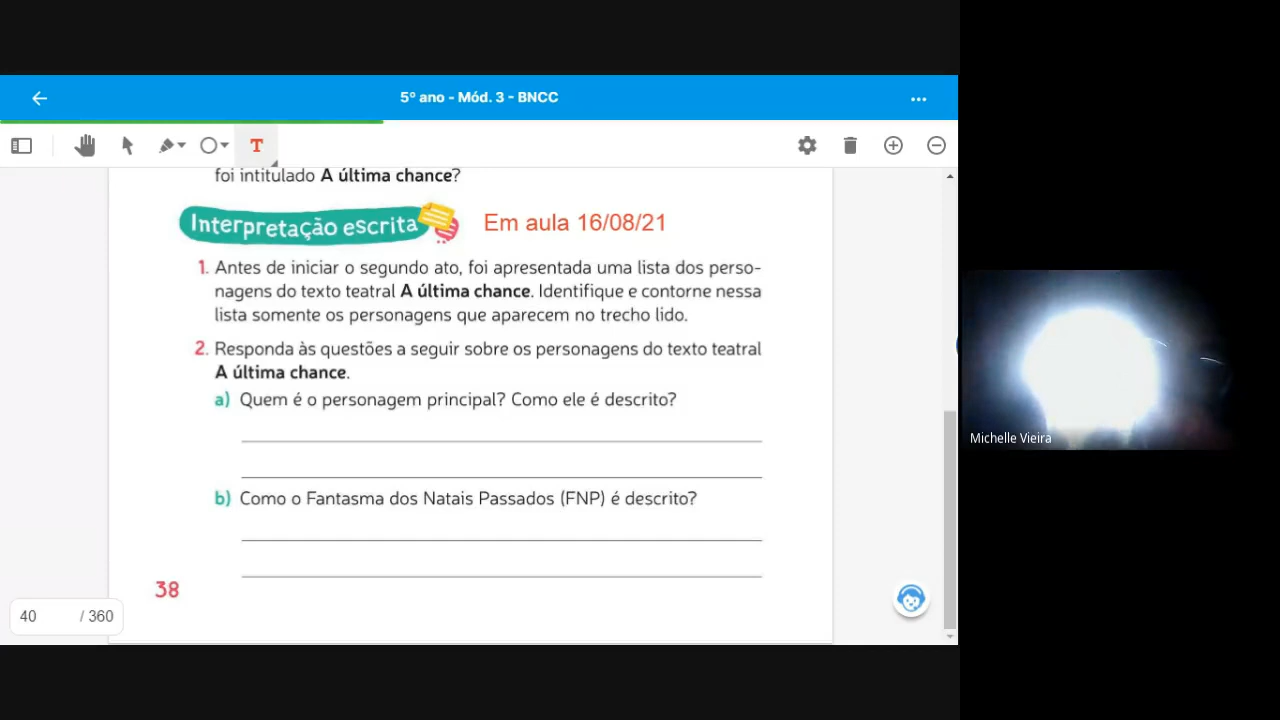 5º ano - Mód. 3 - BNCC
T
foi intitulado A última chance?
Interpretação escrita
Em aula 16/08/21
1. Antes de iniciar o segundo ato, foi apresentada uma lista dos perso-
nagens do texto teatral A última chance. Identifique e contorne nessa
lista somente os personagens que aparecem no trecho lido.
2. Responda às questões a seguir sobre os personagens do texto teatral
A última chance.
a) Quem é o personagem principal? Como ele é descrito?
b) Como o Fantasma dos Natais Passados (FNP) é descrito?
38
40 / 360
Michelle Vieira